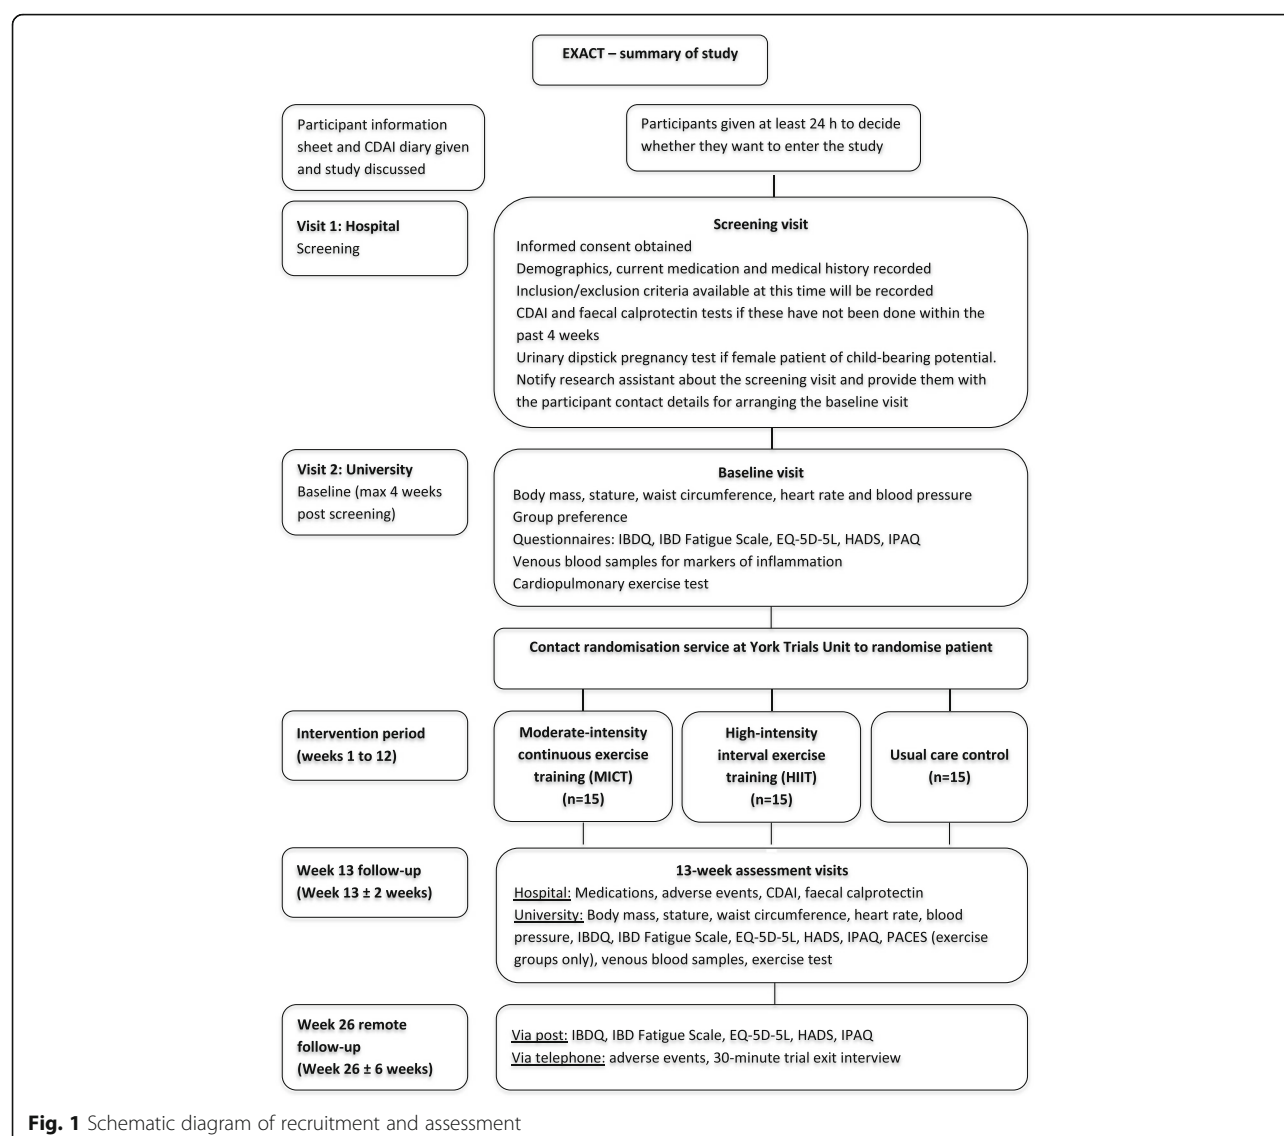 EXACT – summary of study
Participant information
sheet and CDAI diary given
and study discussed
Participants given at least 24 h to decide
whether they want to enter the study
Visit 1: Hospital
Screening
Screening visit
Informed consent obtained
Demographics, current medication and medical history recorded
Inclusion/exclusion criteria available at this time will be recorded
CDAI and faecal calprotectin tests if these have not been done within the
past 4 weeks
Urinary dipstick pregnancy test if female patient of child-bearing potential.
Notify research assistant about the screening visit and provide them with
the participant contact details for arranging the baseline visit
Visit 2: University
Baseline (max 4 weeks
post screening)
Baseline visit
Body mass, stature, waist circumference, heart rate and blood pressure
Group preference
Questionnaires: IBDQ, IBD Fatigue Scale, EQ-5D-5L, HADS, IPAQ
Venous blood samples for markers of inflammation
Cardiopulmonary exercise test
Contact randomisation service at York Trials Unit to randomise patient
Intervention period
(weeks 1 to 12)
Moderate-intensity
continuous exercise
training (MICT)
(n=15)
High-intensity
interval exercise
training (HIIT)
(n=15)
Usual care control
(n=15)
Week 13 follow-up
(Week 13 ± 2 weeks)
13-week assessment visits
Hospital: Medications, adverse events, CDAI, faecal calprotectin
University: Body mass, stature, waist circumference, heart rate, blood
pressure, IBDQ, IBD Fatigue Scale, EQ-5D-5L, HADS, IPAQ, PACES (exercise
groups only), venous blood samples, exercise test
Week 26 remote
follow-up
(Week 26 ± 6 weeks)
Via post: IBDQ, IBD Fatigue Scale, EQ-5D-5L, HADS, IPAQ
Via telephone: adverse events, 30-minute trial exit interview
Fig. 1 Schematic diagram of recruitment and assessment